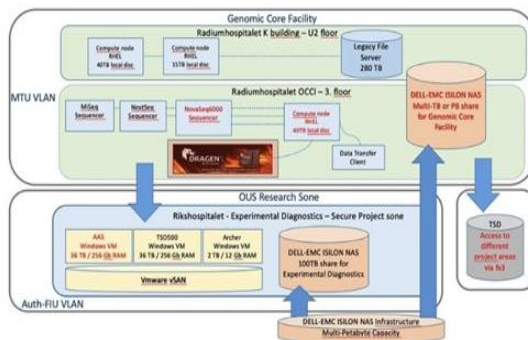 Genomic Core Facility
Radiumhospitalet K building – U2 floor
Compute node
RHEL
40TB local disc
Compute node
RHEL
15TB local disc
Legacy File
Server
280 TB
MTU VLAN
Radiumhospitalet OCCI – 3. floor
MiSeq
Sequencer
NextSeq
Sequencer
NovaSeq6000
Sequencer
Compute node
RHEL
49TB local disc
DRAGEN
Data Transfer
Client
DELL-EMC ISILON NAS
Multi-TB or PB share
for Genomic Core
Facility
OUS Research Sone
Rikshospitalet - Experimental Diagnostics – Secure Project sone
AAS
Windows VM
36 TB / 256 Gb RAM
TSO500
Windows VM
36 TB / 256 Gb RAM
Archer
Windows VM
2 TB / 12 Gb RAM
Vmware vSAN
DELL-EMC ISILON NAS
100TB share for
Experimental Diagnostics
TSD
Access to
different
project areas
via fx3
Auth-FIU VLAN
DELL-EMC ISILON NAS Infrastructure
Multi-Petabyte Capacity